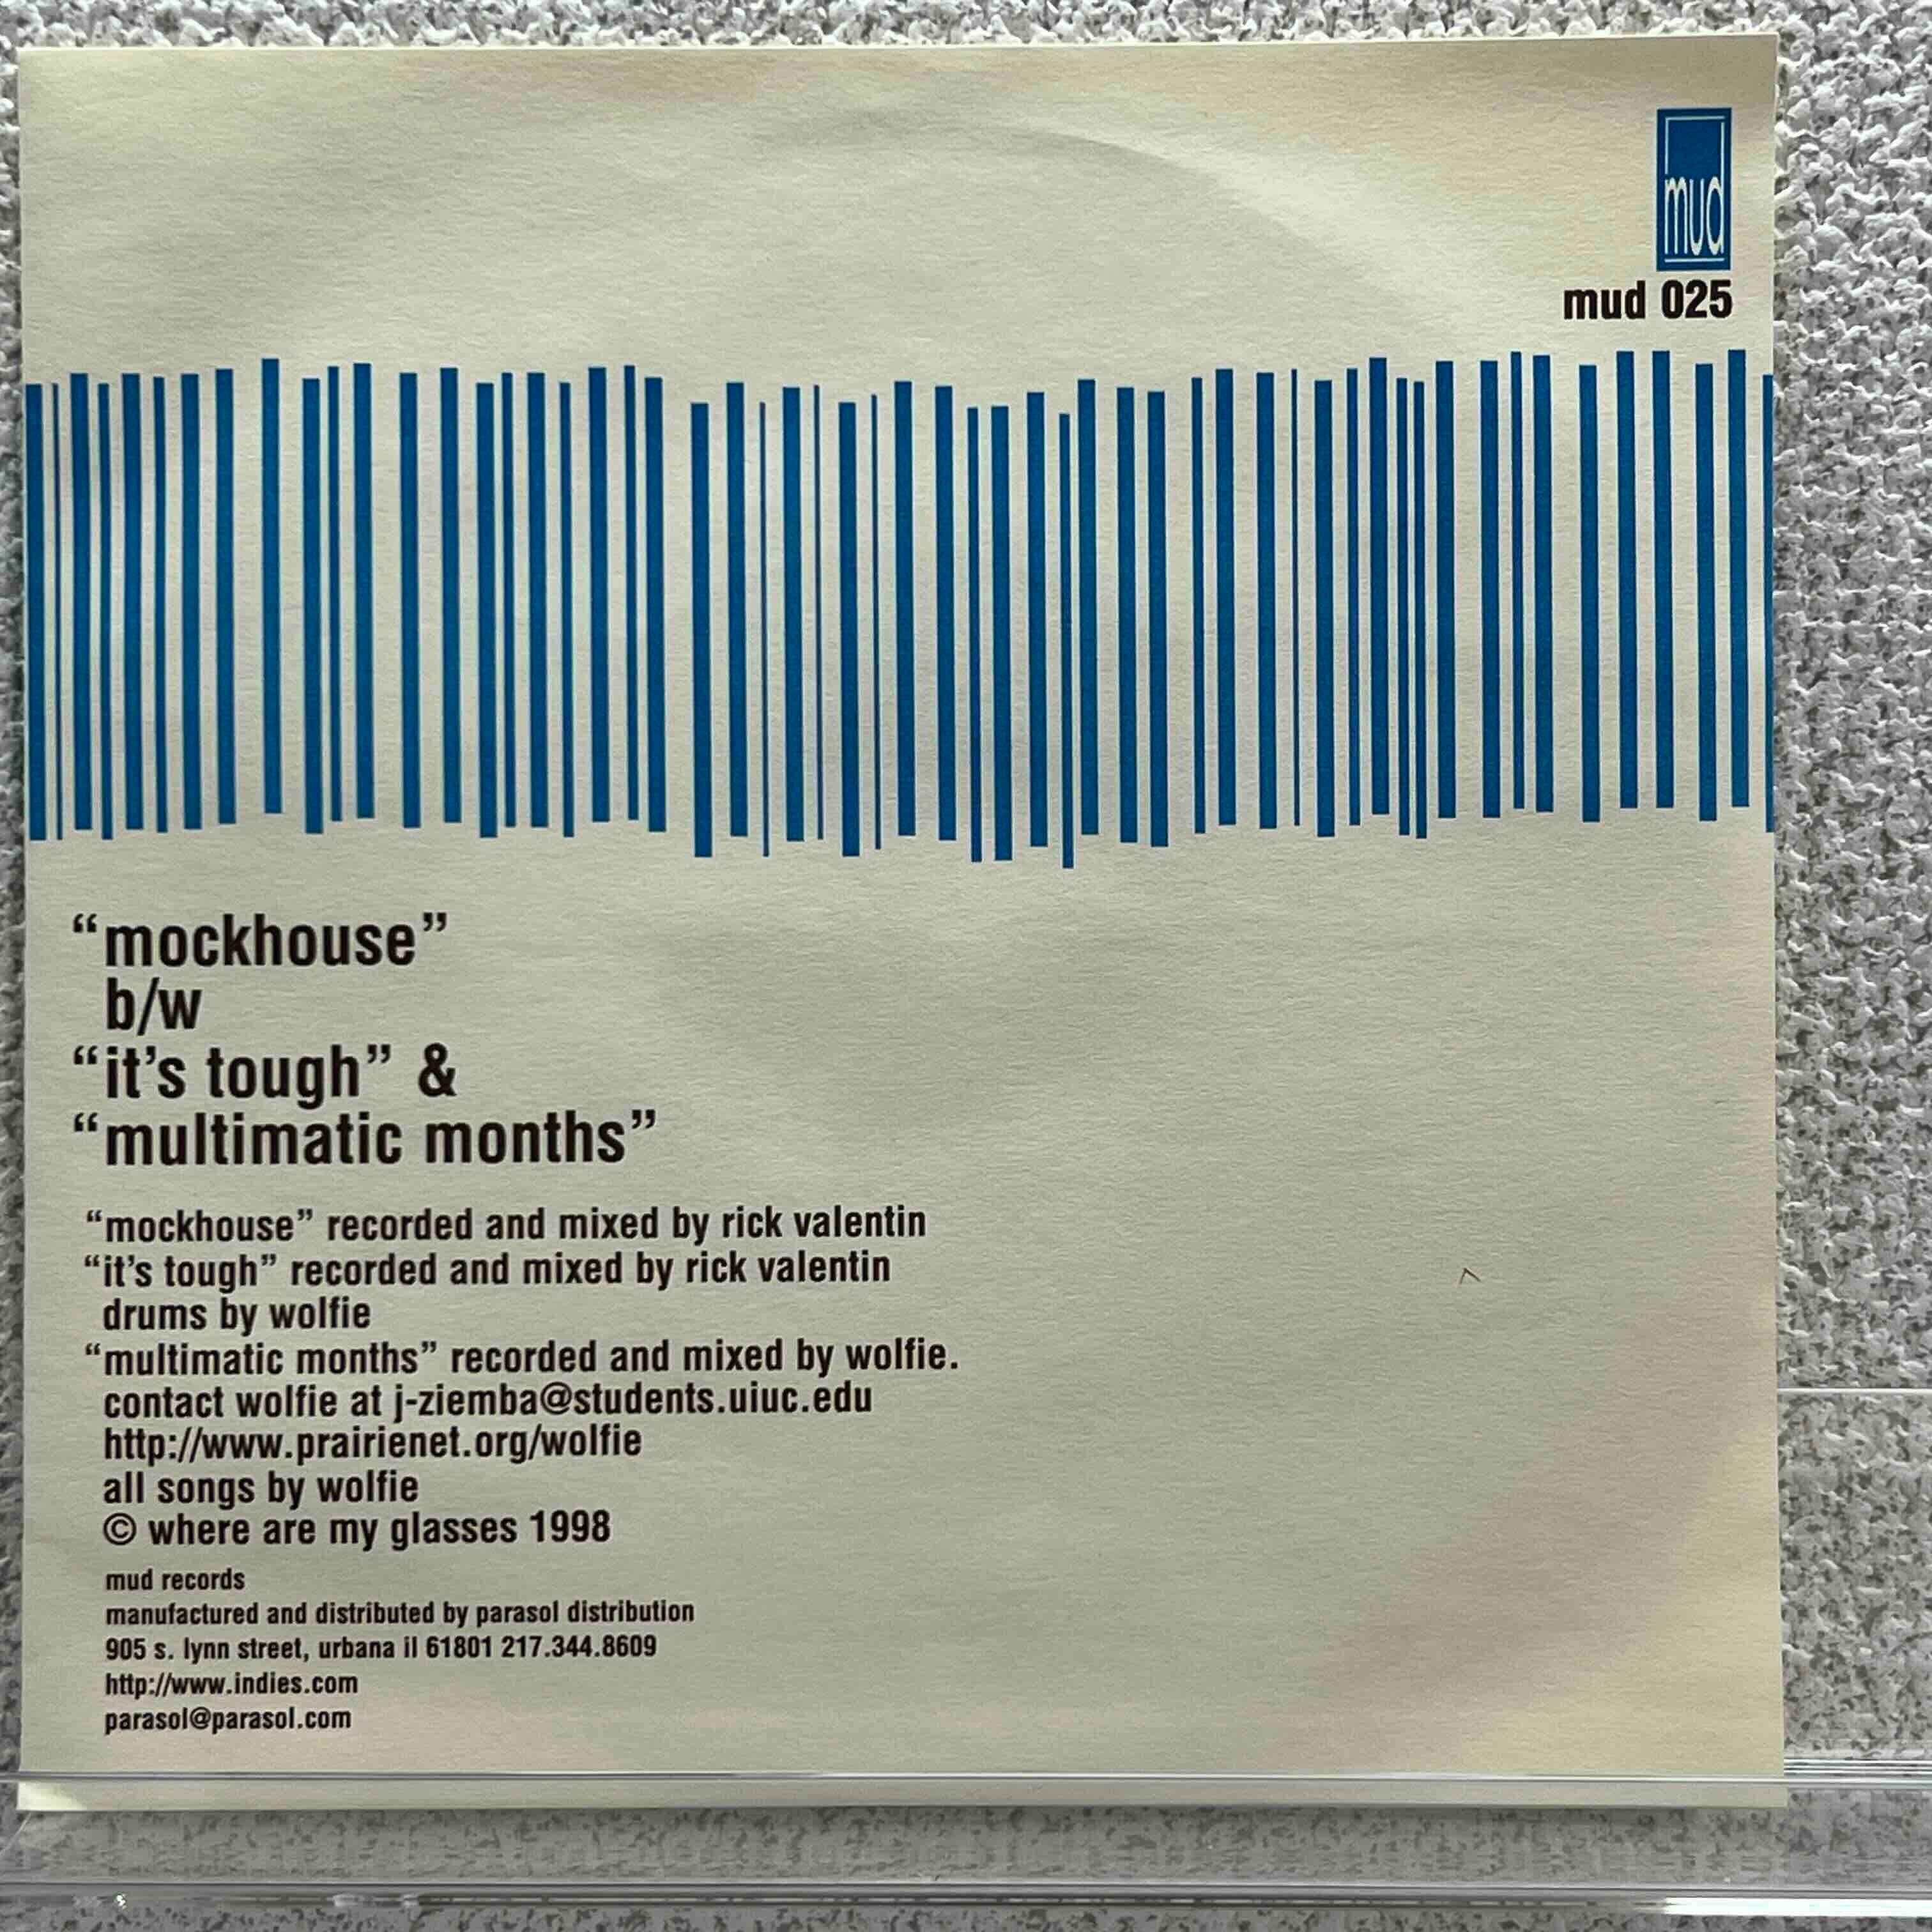 mud
mud 025
“mockhouse”
b/w
“it’s tough” &
“multimatic months”
“mockhouse” recorded and mixed by rick valentin
“it’s tough” recorded and mixed by rick valentin
drums by wolfie
“multimatic months” recorded and mixed by wolfie.
contact wolfie at j-ziemba@students.uiuc.edu
http://www.prairienet.org/wolfie
all songs by wolfie
© where are my glasses 1998
mud records
manufactured and distributed by parasol distribution
905 s. lynn street, urbana il 61801 217.344.8609
http://www.indies.com
parasol@parasol.com